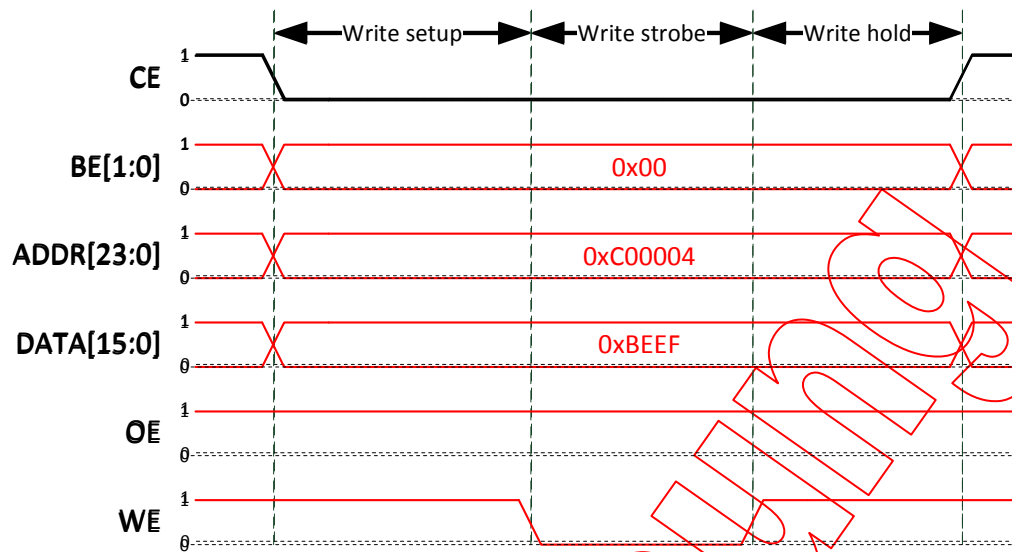 Write setup Write strobe Write hold
CE 1
0
BE[1:0] 1
0x00
0
ADDR[23:0] 1
0xC00004
0
DATA[15:0] 1
0xBEEF
0
OE 1
0
WE 1
0